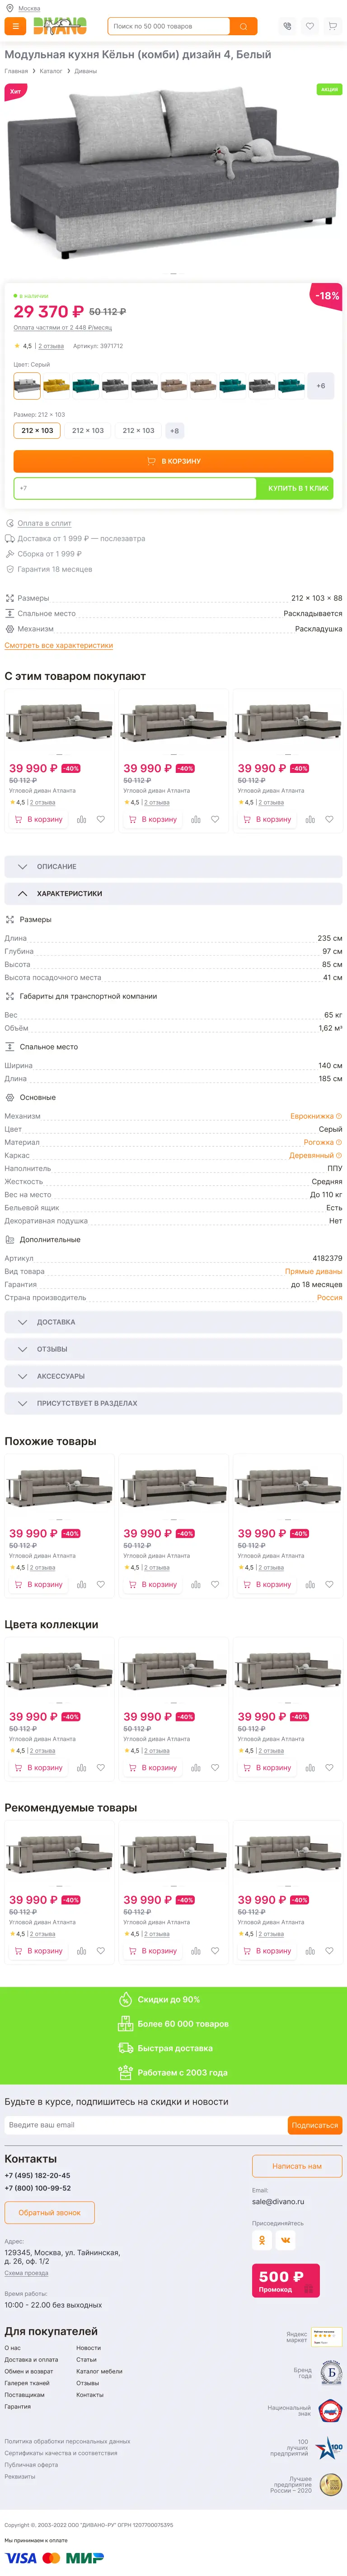 Москва
DИVANO
Поиск по 50 000 товаров
Модульная кухня Кёльн (комби) дизайн 4, Белый
Главная > Каталог > Диваны
Хит
АКЦИЯ
в наличии
-18%
29 370 ₽ 50 112 ₽
Оплата частями от 2 448 ₽/месяц
4,5 | 2 отзыва Артикул: 3971712
Цвет: Серый
+6
Размер: 212 × 103
212 × 103 212 × 103 212 × 103 +8
В КОРЗИНУ
+7 КУПИТЬ В 1 КЛИК
Оплата в сплит
Доставка от 1 999 ₽ — послезавтра
Сборка от 1 999 ₽
Гарантия 18 месяцев
Размеры 212 × 103 × 88
Спальное место Раскладывается
Механизм Раскладушка
Смотреть все характеристики
С этим товаром покупают
39 990 ₽ -40% 39 990 ₽ -40% 39 990 ₽ -40%
50 112 ₽ 50 112 ₽ 50 112 ₽
Угловой диван Атланта Угловой диван Атланта Угловой диван Атланта
4,5 | 2 отзыва 4,5 | 2 отзыва 4,5 | 2 отзыва
В корзину В корзину В корзину
ОПИСАНИЕ
ХАРАКТЕРИСТИКИ
Размеры
Длина 235 см
Глубина 97 см
Высота 85 см
Высота посадочного места 41 см
Габариты для транспортной компании
Вес 65 кг
Объём 1,62 м³
Спальное место
Ширина 140 см
Длина 185 см
Основные
Механизм Еврокнижка
Цвет Серый
Материал Рогожка
Каркас Деревянный
Наполнитель ППУ
Жесткость Средняя
Вес на место До 110 кг
Бельевой ящик Есть
Декоративная подушка Нет
Дополнительные
Артикул 4182379
Вид товара Прямые диваны
Гарантия до 18 месяцев
Страна производитель Россия
ДОСТАВКА
ОТЗЫВЫ
АКСЕССУАРЫ
ПРИСУТСТВУЕТ В РАЗДЕЛАХ
Похожие товары
39 990 ₽ -40% 39 990 ₽ -40% 39 990 ₽ -40%
50 112 ₽ 50 112 ₽ 50 112 ₽
Угловой диван Атланта Угловой диван Атланта Угловой диван Атланта
4,5 | 2 отзыва 4,5 | 2 отзыва 4,5 | 2 отзыва
В корзину В корзину В корзину
Цвета коллекции
39 990 ₽ -40% 39 990 ₽ -40% 39 990 ₽ -40%
50 112 ₽ 50 112 ₽ 50 112 ₽
Угловой диван Атланта Угловой диван Атланта Угловой диван Атланта
4,5 | 2 отзыва 4,5 | 2 отзыва 4,5 | 2 отзыва
В корзину В корзину В корзину
Рекомендуемые товары
39 990 ₽ -40% 39 990 ₽ -40% 39 990 ₽ -40%
50 112 ₽ 50 112 ₽ 50 112 ₽
Угловой диван Атланта Угловой диван Атланта Угловой диван Атланта
4,5 | 2 отзыва 4,5 | 2 отзыва 4,5 | 2 отзыва
В корзину В корзину В корзину
Скидки до 90%
Более 60 000 товаров
Быстрая доставка
Работаем с 2003 года
Будьте в курсе, подпишитесь на скидки и новости
Введите ваш email Подписаться
Контакты
+7 (495) 182-20-45
+7 (800) 100-99-52
Обратный звонок
Адрес:
129345, Москва, ул. Тайнинская,
д. 26, оф. 1/2
Схема проезда
Время работы:
10:00 - 22.00 без выходных
Написать нам
Email:
sale@divano.ru
Присоединяйтесь
500 ₽
Промокод
Для покупателей
О нас
Доставка и оплата
Обмен и возврат
Галерея тканей
Поставщикам
Гарантия
Новости
Статьи
Каталог мебели
Отзывы
Контакты
Политика обработки персональных данных
Сертификаты качества и соответствия
Публичная оферта
Реквизиты
Яндекс
маркет
Бренд
года
Национальный
знак
100
лучших
предприятий
100
Лучшее
предприятие
России – 2020
Copyright ©, 2003-2022 ООО "ДИВАНО-РУ" ОГРН 1207700075395
Мы принимаем к оплате
VISA МИР